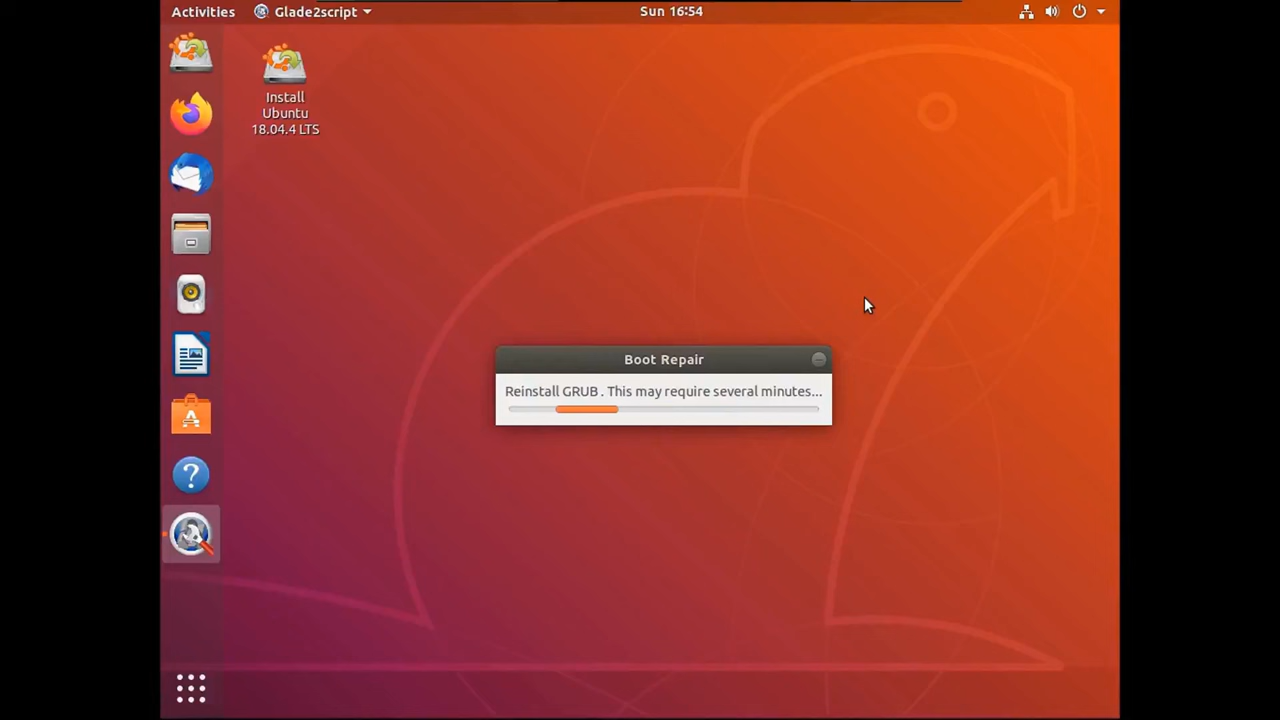 Activities
Glade2script
Sun 16:54
Install
Ubuntu
18.04.4 LTS
Boot Repair
Reinstall GRUB . This may require several minutes...